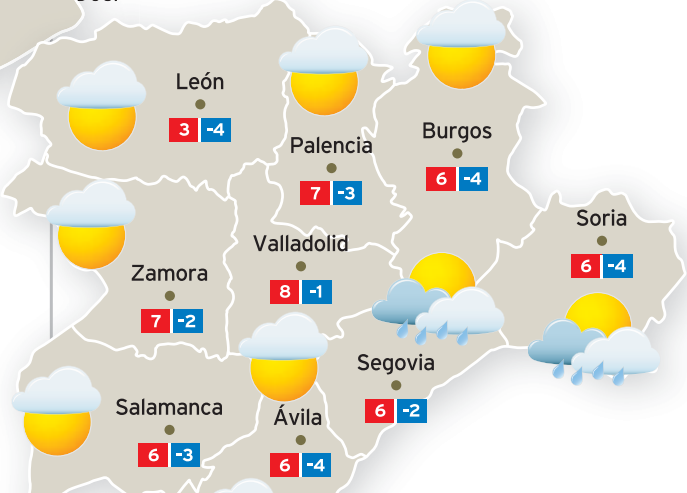 León
3 -4
Palencia
7 -3
Burgos
6 -4
Soria
6 -4
Zamora
7 -2
Valladolid
8 -1
Segovia
6 -2
Salamanca
6 -3
Ávila
6 -4